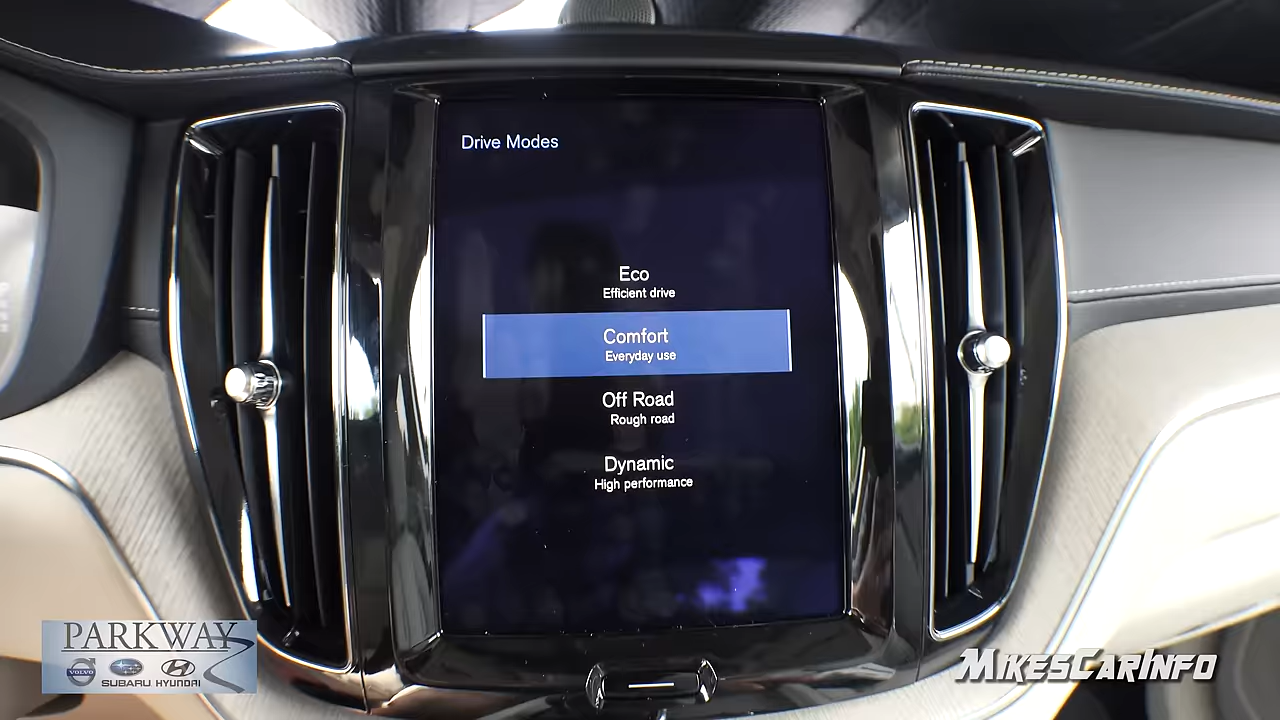 Drive Modes
Eco
Efficient drive
Comfort
Everyday use
Off Road
Rough road
Dynamic
High performance
PARKWAY
VOLVO
SUBARU HYUNDAI
MIKESCARINFO